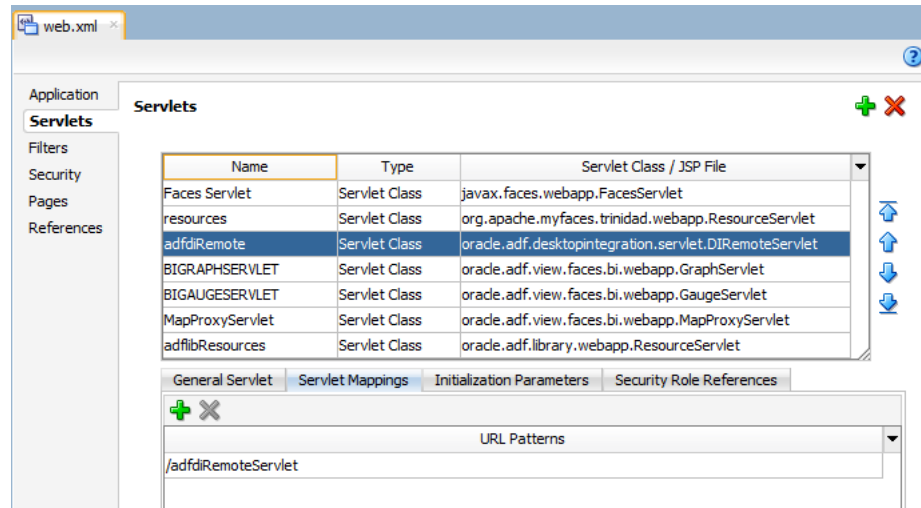 web.xml
Application
Servlets
Filters
Security
Pages
References
Servlets
Name Type Servlet Class / JSP File
Faces Servlet Servlet Class javax.faces.webapp.FacesServlet
resources Servlet Class org.apache.myfaces.trinidad.webapp.ResourceServlet
adfdiRemote Servlet Class oracle.adf.desktopintegration.servlet.DIRemoteServlet
BIGRAPHSERVLET Servlet Class oracle.adf.view.faces.bi.webapp.GraphServlet
BIGAUGESERVLET Servlet Class oracle.adf.view.faces.bi.webapp.GaugeServlet
MapProxyServlet Servlet Class oracle.adf.view.faces.bi.webapp.MapProxyServlet
adflibResources Servlet Class oracle.adf.library.webapp.ResourceServlet
General Servlet Servlet Mappings Initialization Parameters Security Role References
URL Patterns
/adfdiRemoteServlet